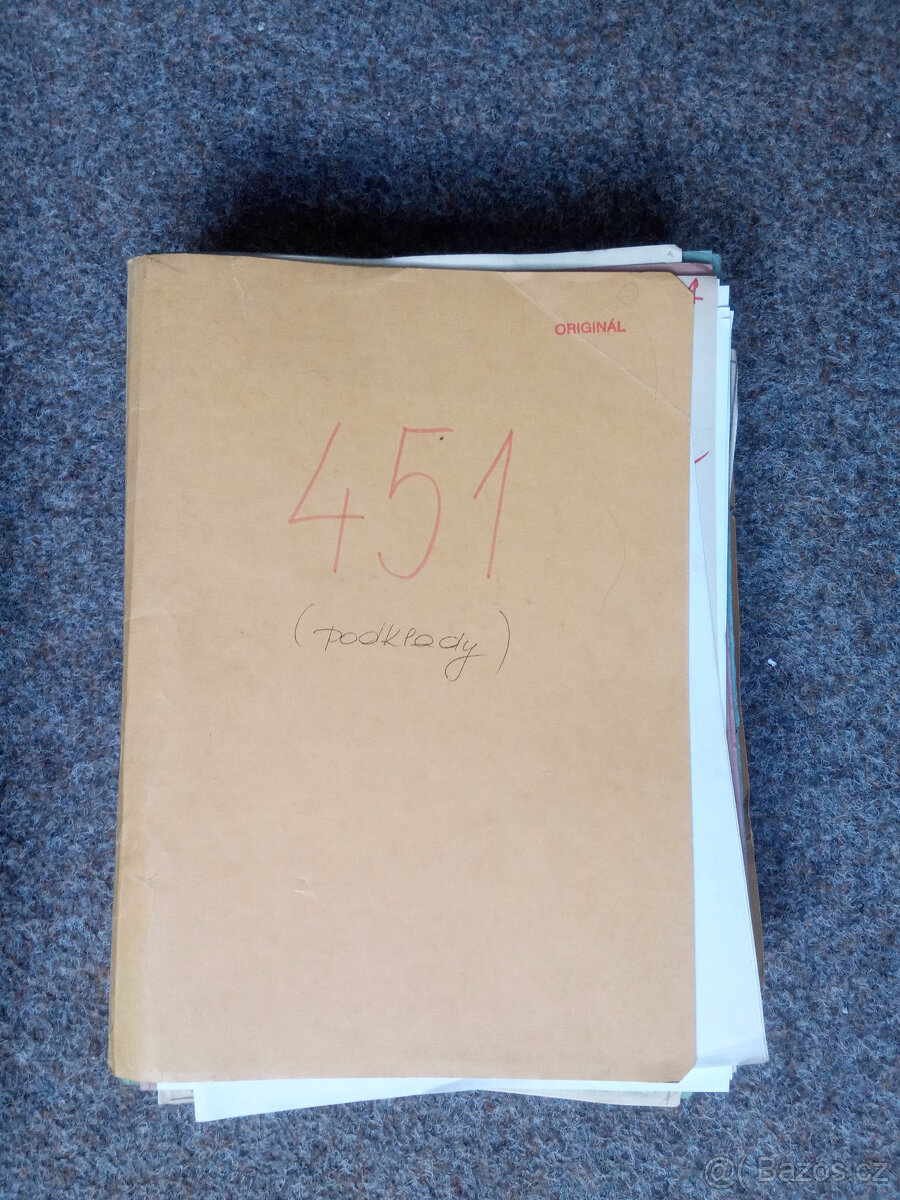 ORIGINÁL
451
(podklady)
@( Bazos.cz